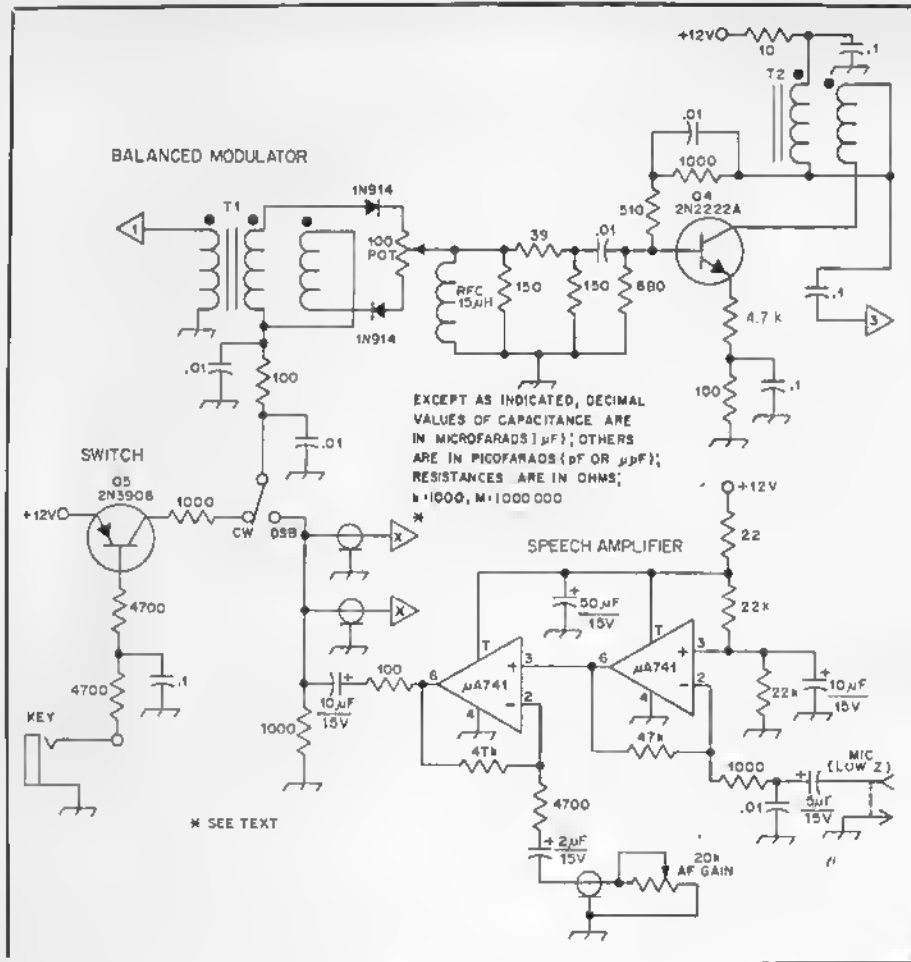 +12V
10
.1
T2
.01
BALANCED MODULATOR
1000
Q4
2N2222A
1N914
T1
510
1
100
POT
39
.01
RFC
15µH
150
150
680
.1
3
4.7 k
1N914
.01
100
150
.1
EXCEPT AS INDICATED, DECIMAL
VALUES OF CAPACITANCE ARE
IN MICROFARADS (µF); OTHERS
ARE IN PICOFARADS (pF OR µµF);
RESISTANCES ARE IN OHMS;
k=1000, M=1000 000
.01
SWITCH
Q5
2N3906
+12V
1000
CW
DSB
*
X
+12V
22
SPEECH AMPLIFIER
4700
X
50µF
15V
+
22k
7
7
6
µA741
+
3
6
µA741
+
3
-
2
-
2
4
4
100
+
10µF
15V
22k
+
10µF
15V
4700
.1
1000
47k
47k
KEY
1000
MIC
(LOW Z)
+
5µF
15V
.01
4700
* SEE TEXT
+
2µF
15V
20k
AF GAIN